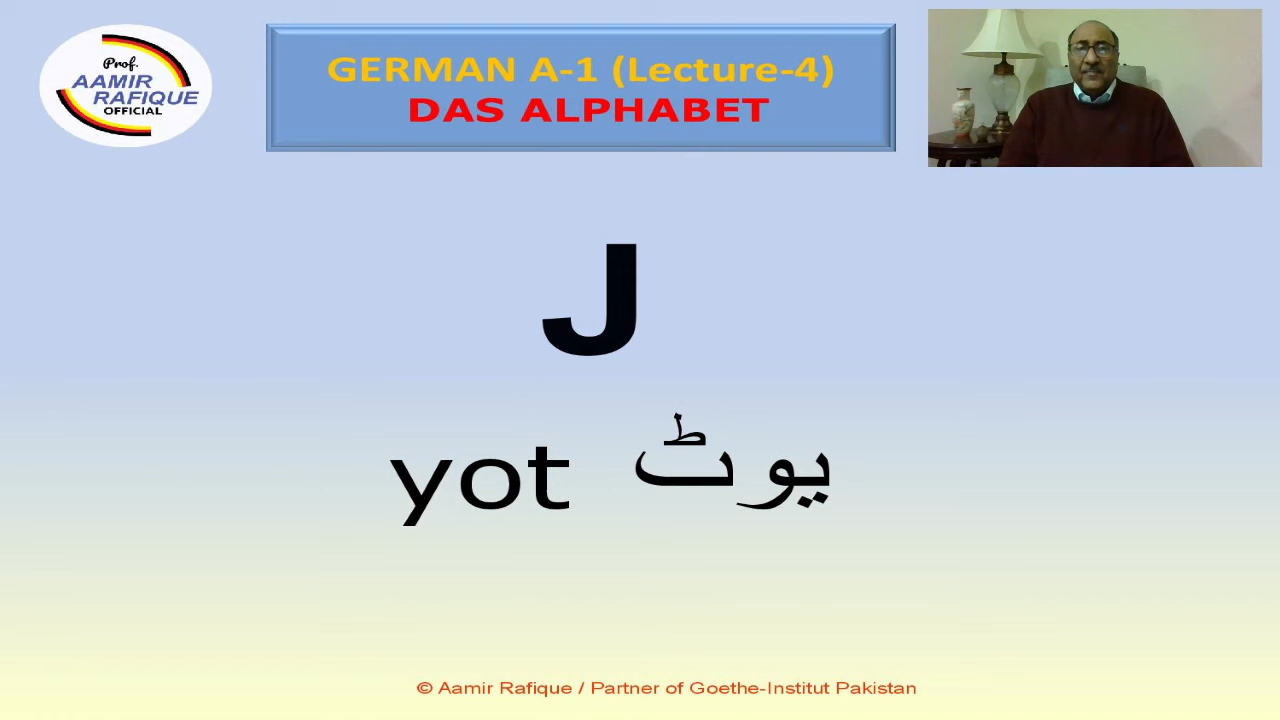 Prof.
AAMIR
RAFIQUE
OFFICIAL
GERMAN A-1 (Lecture-4)
DAS ALPHABET
J
yot یوٹ
© Aamir Rafique / Partner of Goethe-Institut Pakistan